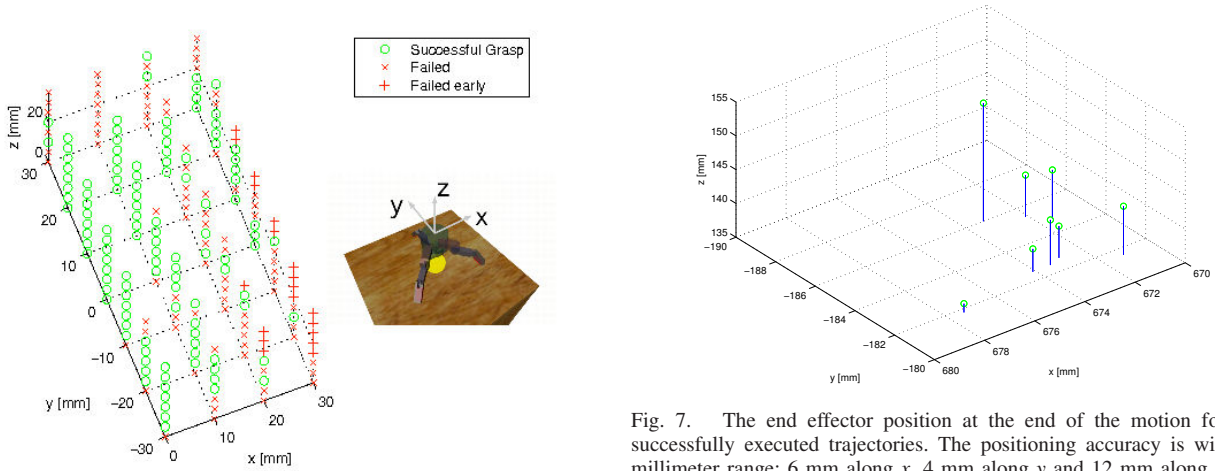 Successful Grasp
Failed
Failed early
z [mm]
20
0
30
20
10
0
−10
−20
−30
y [mm]
0
10
20
30
x [mm]
z
y
x
155
150
145
140
135
z [mm]
−190
−188
−186
−184
−182
−180
y [mm]
680
678
676
674
672
670
x [mm]
Fig. 7. The end effector position at the end of the motion fo
successfully executed trajectories. The positioning accuracy is wi
millimeter range: 6 mm along x, 4 mm along y and 12 mm along